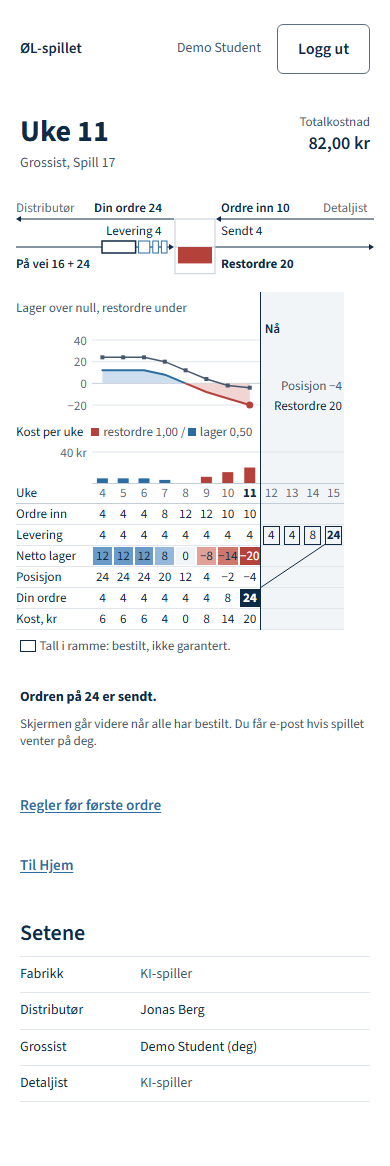 ØL-spillet Demo Student Logg ut
Uke 11 Totalkostnad
82,00 kr
Grossist, Spill 17
Distributør Din ordre 24 Ordre inn 10 Detaljist
Levering 4 Sendt 4
På vei 16 + 24 Restordre 20
Lager over null, restordre under
Nå
40
20
0 Posisjon −4
−20 Restordre 20
Kost per uke restordre 1,00 / lager 0,50
40 kr
Uke 4 5 6 7 8 9 10 11 12 13 14 15
Ordre inn 4 4 4 8 12 12 10 10
Levering 4 4 4 4 4 4 4 4 4 4 8 24
Netto lager 12 12 12 8 0 −8 −14 −20
Posisjon 24 24 24 20 12 4 −2 −4
Din ordre 4 4 4 4 4 4 8 24
Kost, kr 6 6 6 4 0 8 14 20
Tall i ramme: bestilt, ikke garantert.
Ordren på 24 er sendt.
Skjermen går videre når alle har bestilt. Du får e-post hvis spillet
venter på deg.
Regler før første ordre
Til Hjem
Setene
Fabrikk KI-spiller
Distributør Jonas Berg
Grossist Demo Student (deg)
Detaljist KI-spiller